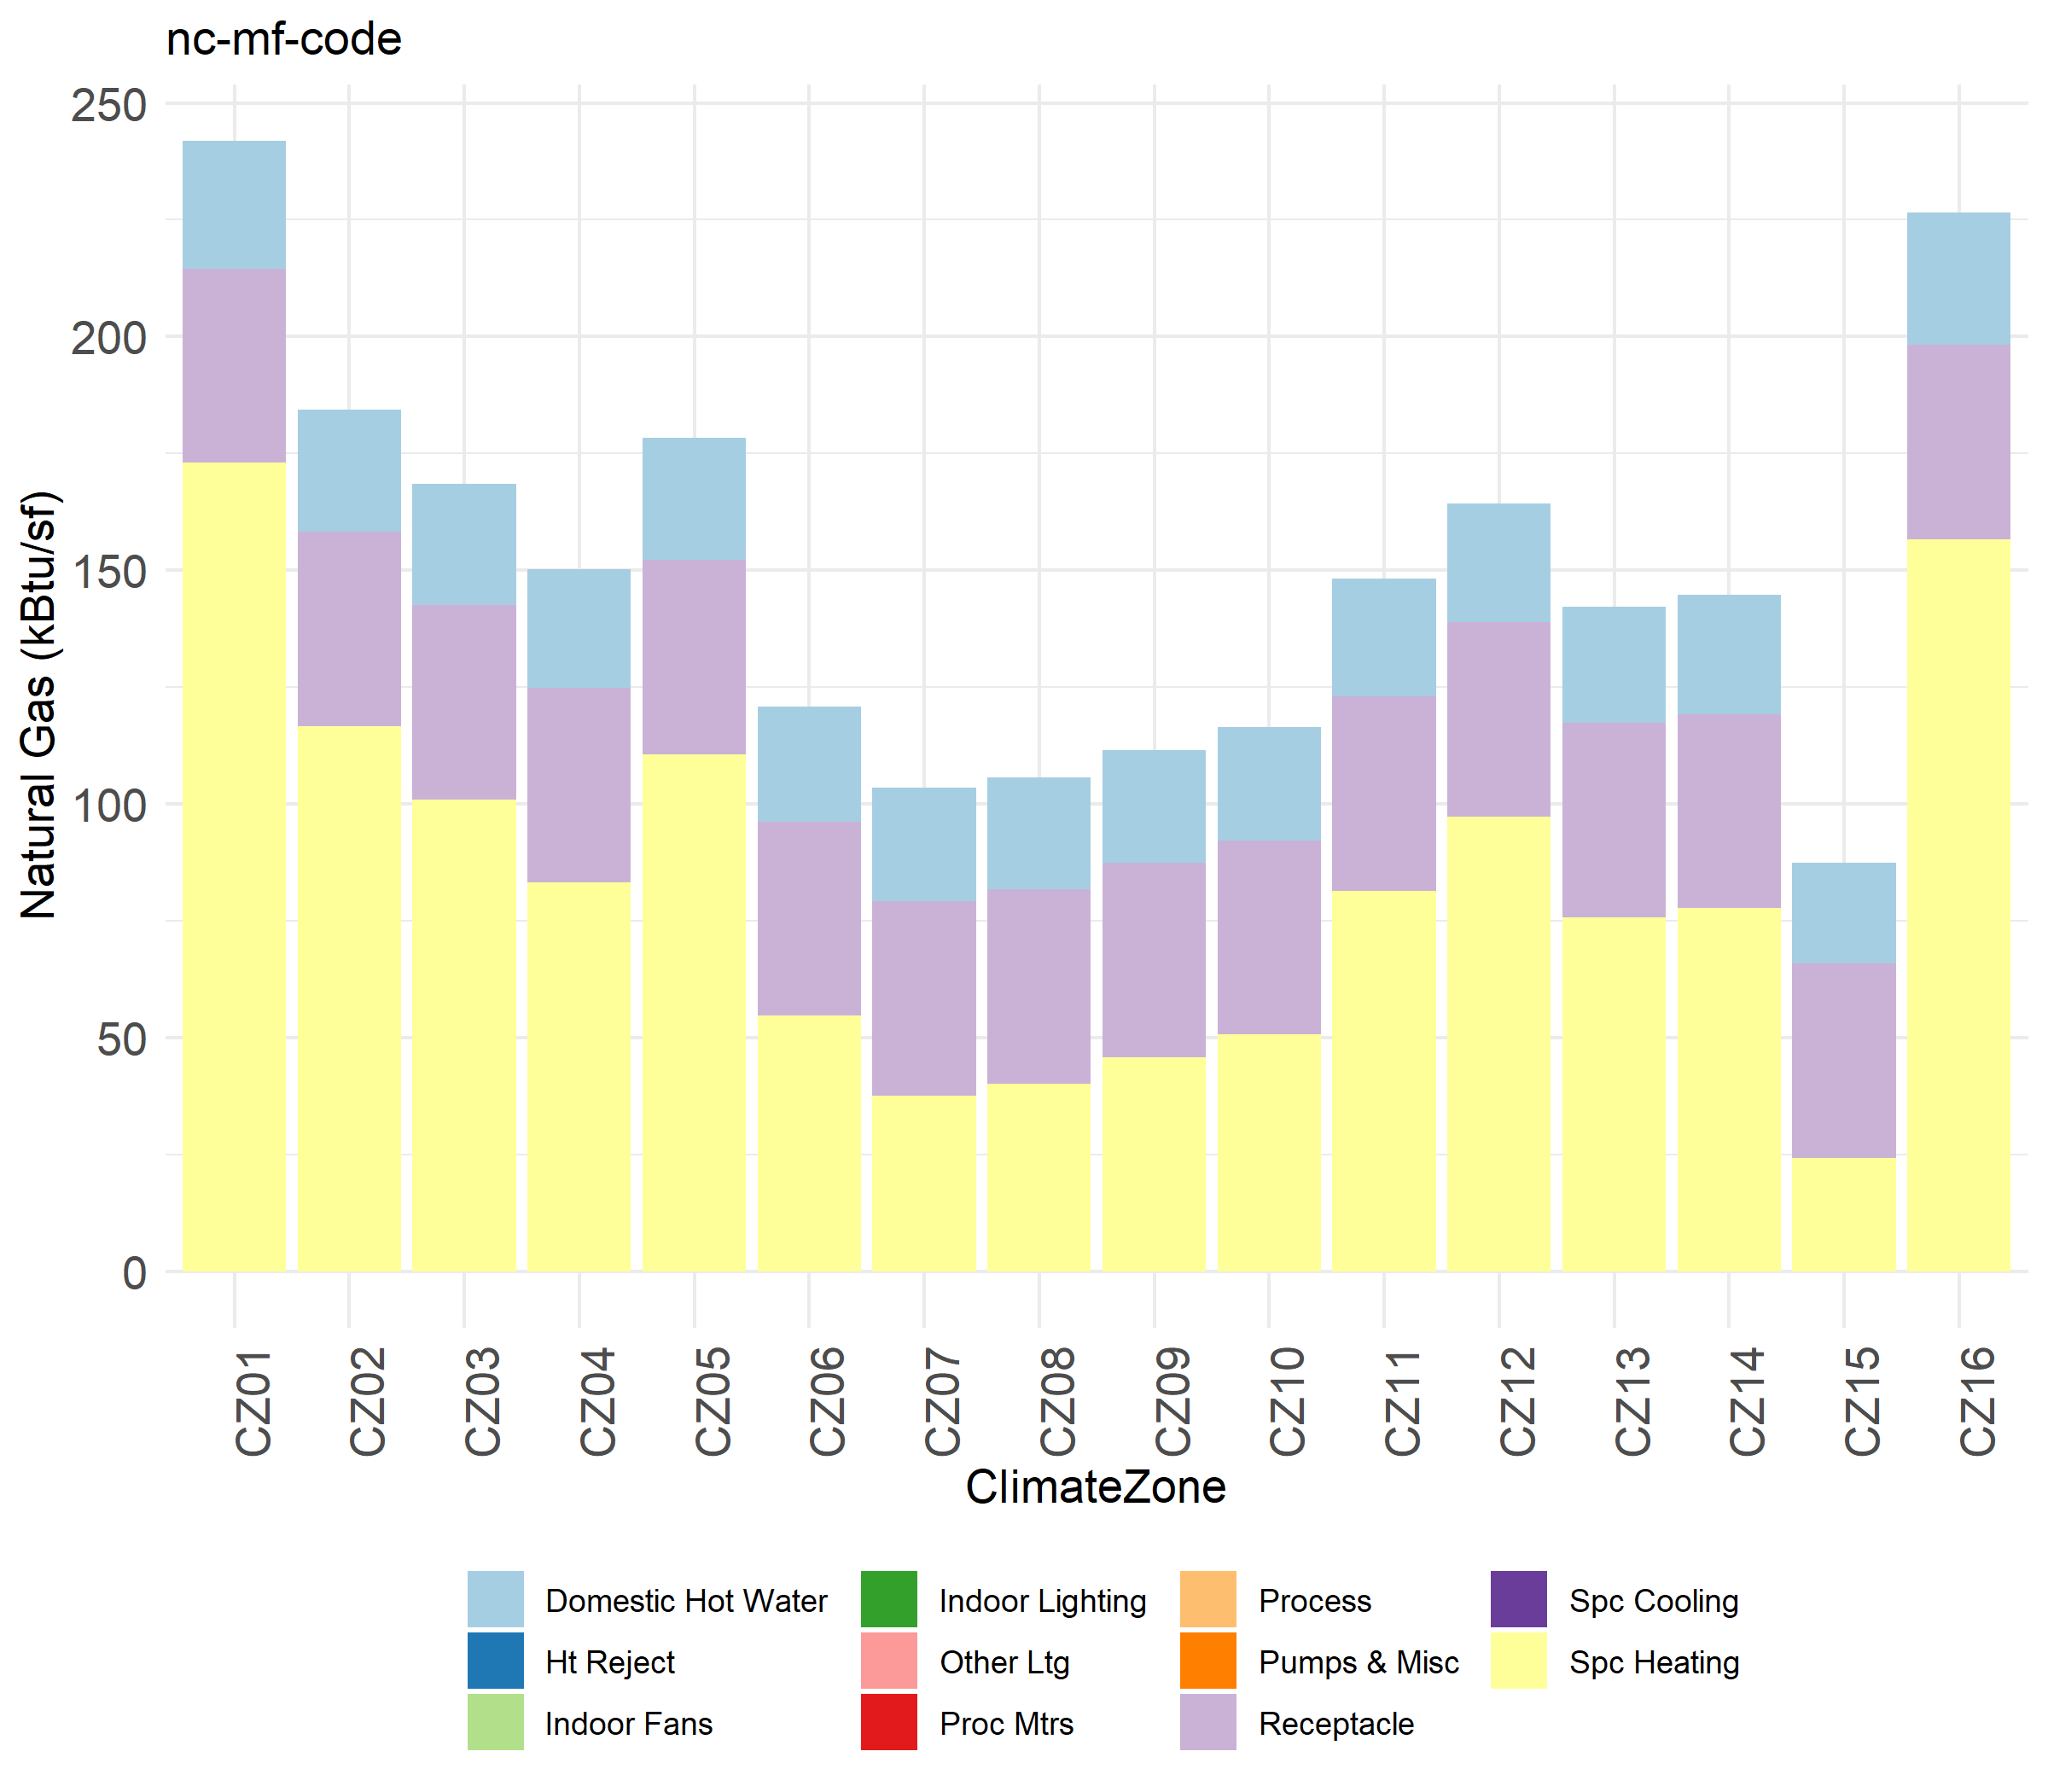 nc-mf-code
250
200
150
100
50
0
Natural Gas (kBtu/sf)
CZ01
CZ02
CZ03
CZ04
CZ05
CZ06
CZ07
CZ08
CZ09
CZ10
CZ11
CZ12
CZ13
CZ14
CZ15
CZ16
ClimateZone
Domestic Hot Water
Ht Reject
Indoor Fans
Indoor Lighting
Other Ltg
Proc Mtrs
Process
Pumps & Misc
Receptacle
Spc Cooling
Spc Heating